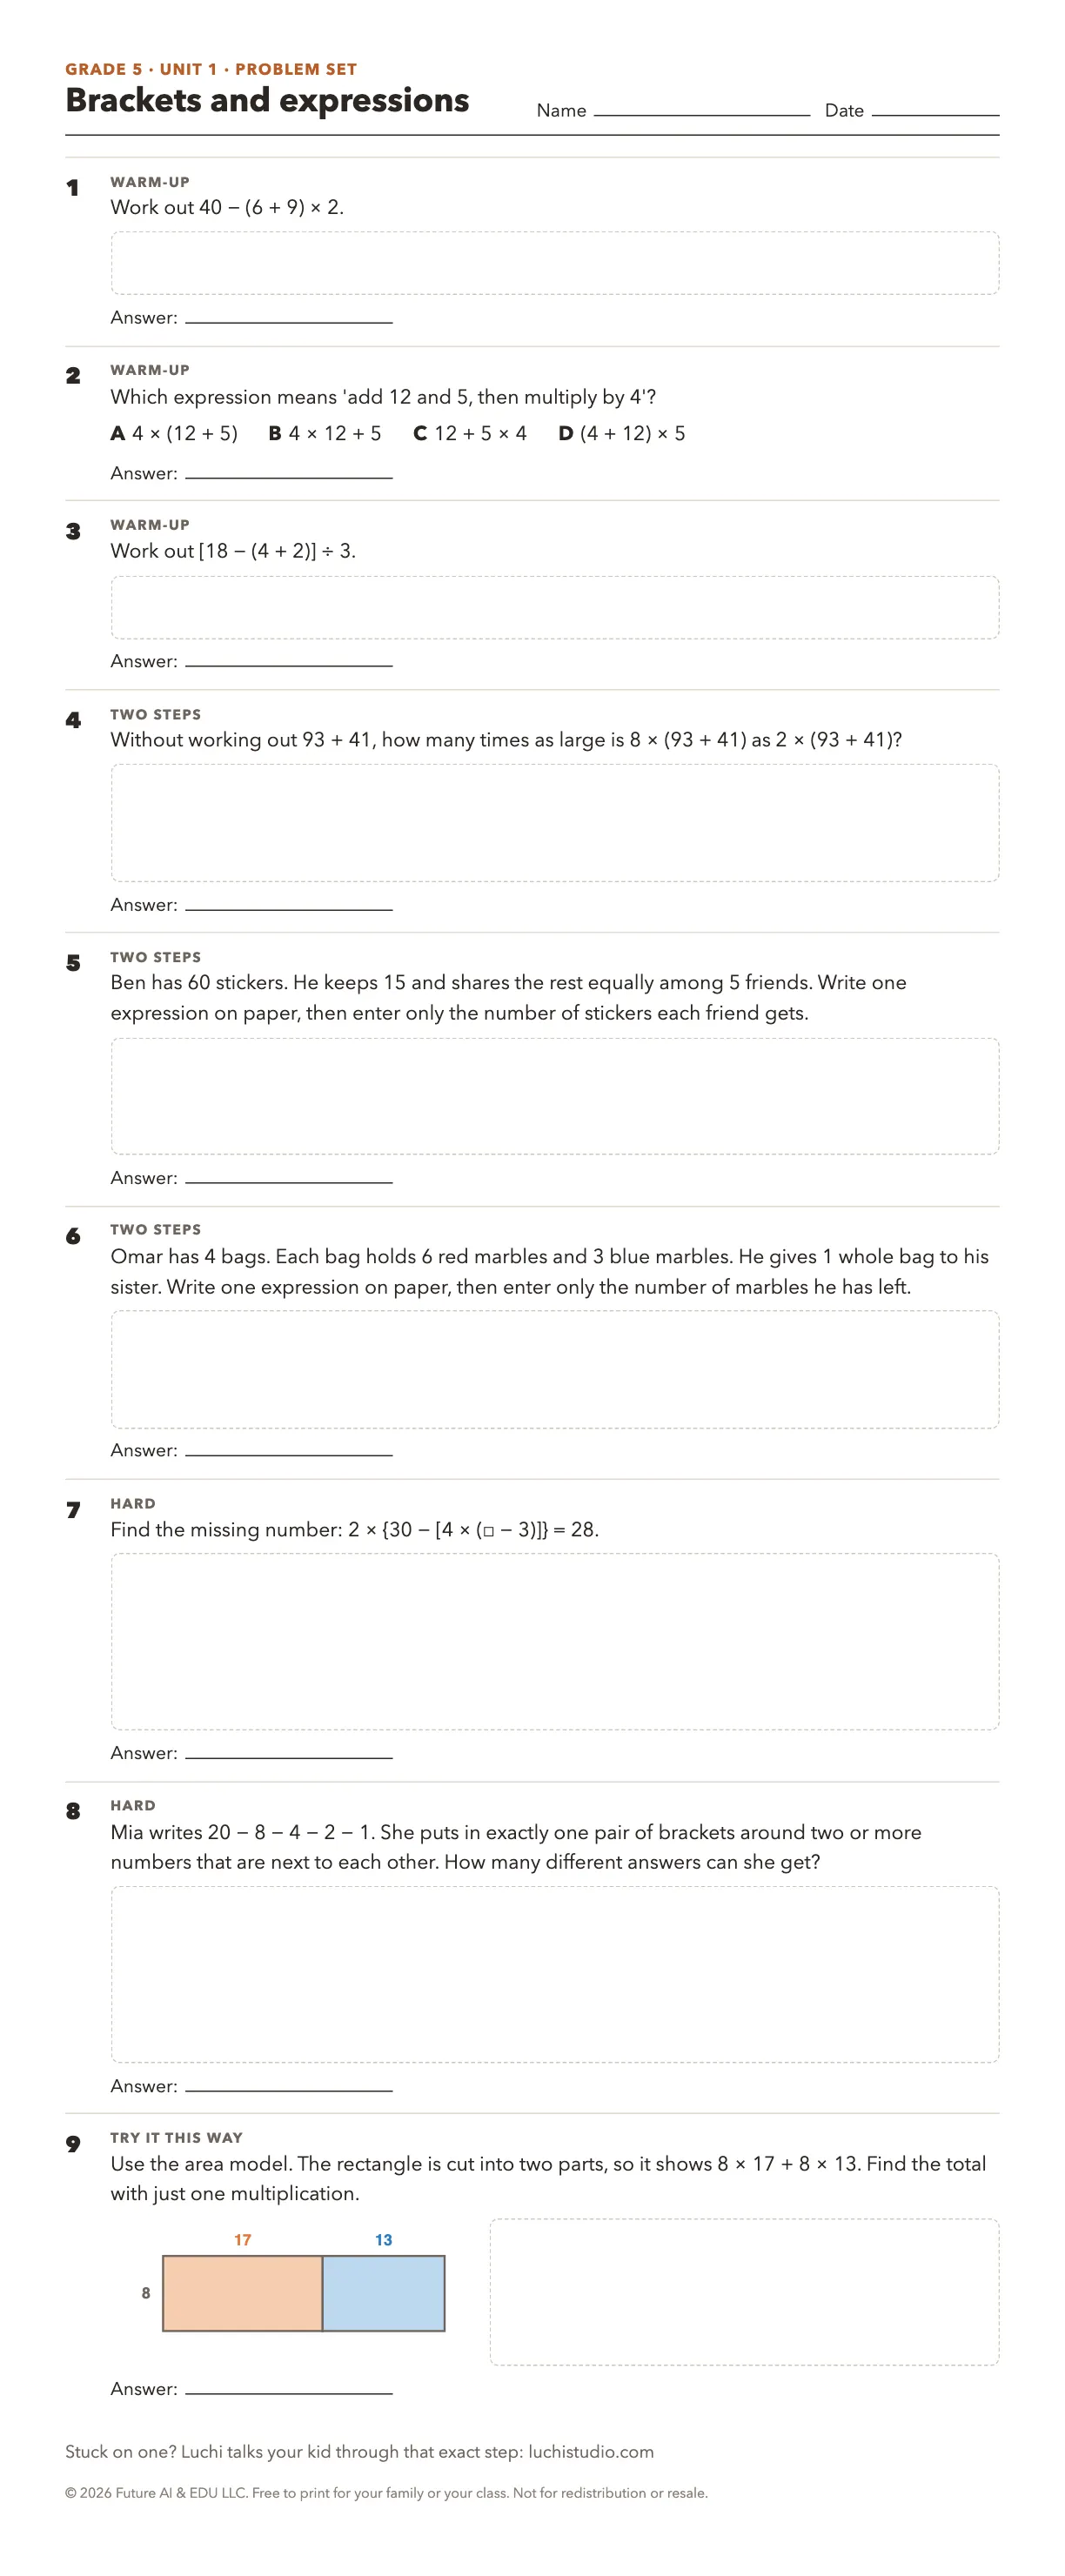 GRADE 5 · UNIT 1 · PROBLEM SET
Brackets and expressions
Name
Date
1
WARM-UP
Work out 40 − (6 + 9) × 2.
Answer:
2
WARM-UP
Which expression means 'add 12 and 5, then multiply by 4'?
A 4 × (12 + 5) B 4 × 12 + 5 C 12 + 5 × 4 D (4 + 12) × 5
Answer:
3
WARM-UP
Work out [18 − (4 + 2)] ÷ 3.
Answer:
4
TWO STEPS
Without working out 93 + 41, how many times as large is 8 × (93 + 41) as 2 × (93 + 41)?
Answer:
5
TWO STEPS
Ben has 60 stickers. He keeps 15 and shares the rest equally among 5 friends. Write one
expression on paper, then enter only the number of stickers each friend gets.
Answer:
6
TWO STEPS
Omar has 4 bags. Each bag holds 6 red marbles and 3 blue marbles. He gives 1 whole bag to his
sister. Write one expression on paper, then enter only the number of marbles he has left.
Answer:
7
HARD
Find the missing number: 2 × {30 − [4 × (□ − 3)]} = 28.
Answer:
8
HARD
Mia writes 20 − 8 − 4 − 2 − 1. She puts in exactly one pair of brackets around two or more
numbers that are next to each other. How many different answers can she get?
Answer:
9
TRY IT THIS WAY
Use the area model. The rectangle is cut into two parts, so it shows 8 × 17 + 8 × 13. Find the total
with just one multiplication.
17 13
8
Answer:
Stuck on one? Luchi talks your kid through that exact step: luchistudio.com
© 2026 Future AI & EDU LLC. Free to print for your family or your class. Not for redistribution or resale.